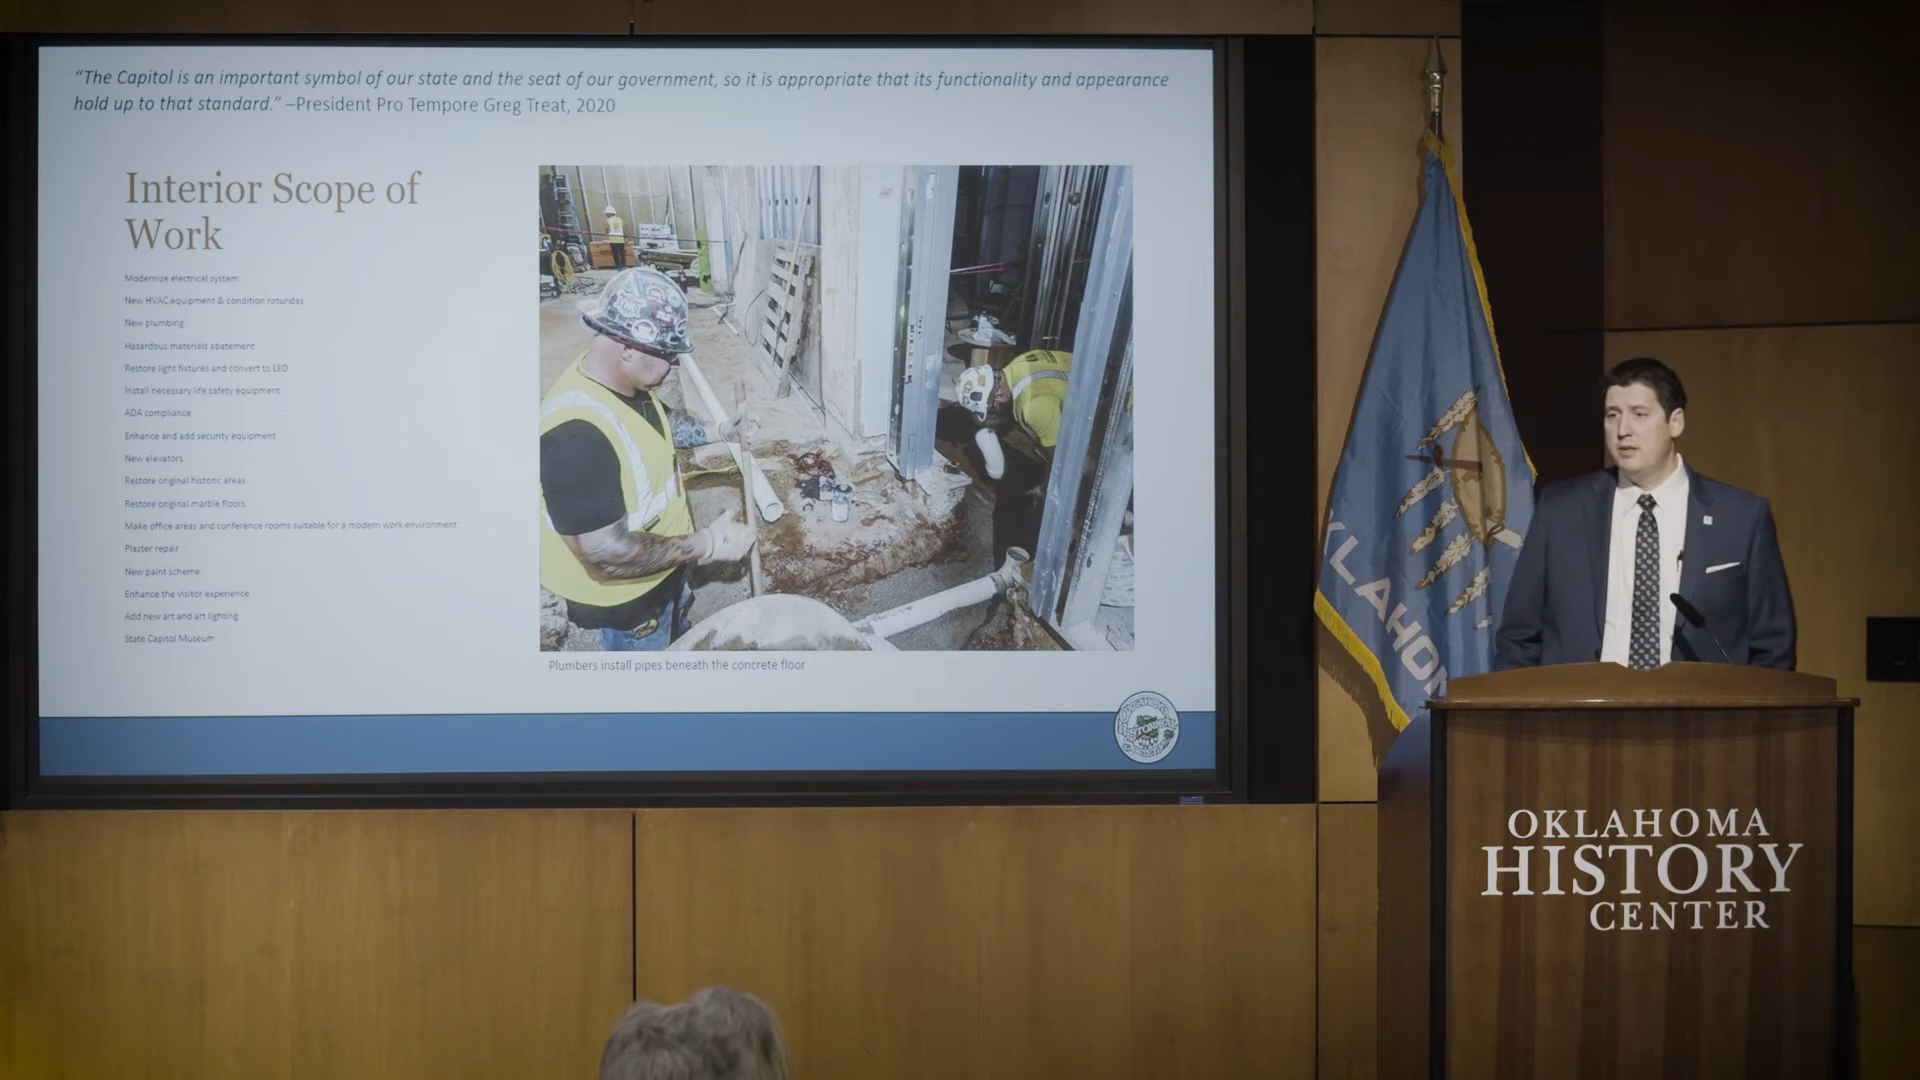 “The Capitol is an important symbol of our state and the seat of our government, so it is appropriate that its functionality and appearance
hold up to that standard.” –President Pro Tempore Greg Treat, 2020
Interior Scope of
Work
Modernize electrical system
New HVAC equipment & condition rotundas
New plumbing
Hazardous materials abatement
Restore light fixtures and convert to LED
Install necessary life safety equipment
ADA compliance
Enhance and add security equipment
New elevators
Restore original historic areas
Restore original marble floors
Make office areas and conference rooms suitable for a modern work environment
Plaster repair
New paint scheme
Enhance the visitor experience
Add new art and art lighting
State Capitol Museum
Plumbers install pipes beneath the concrete floor
KLAHOM
OKLAHOMA
HISTORY
CENTER